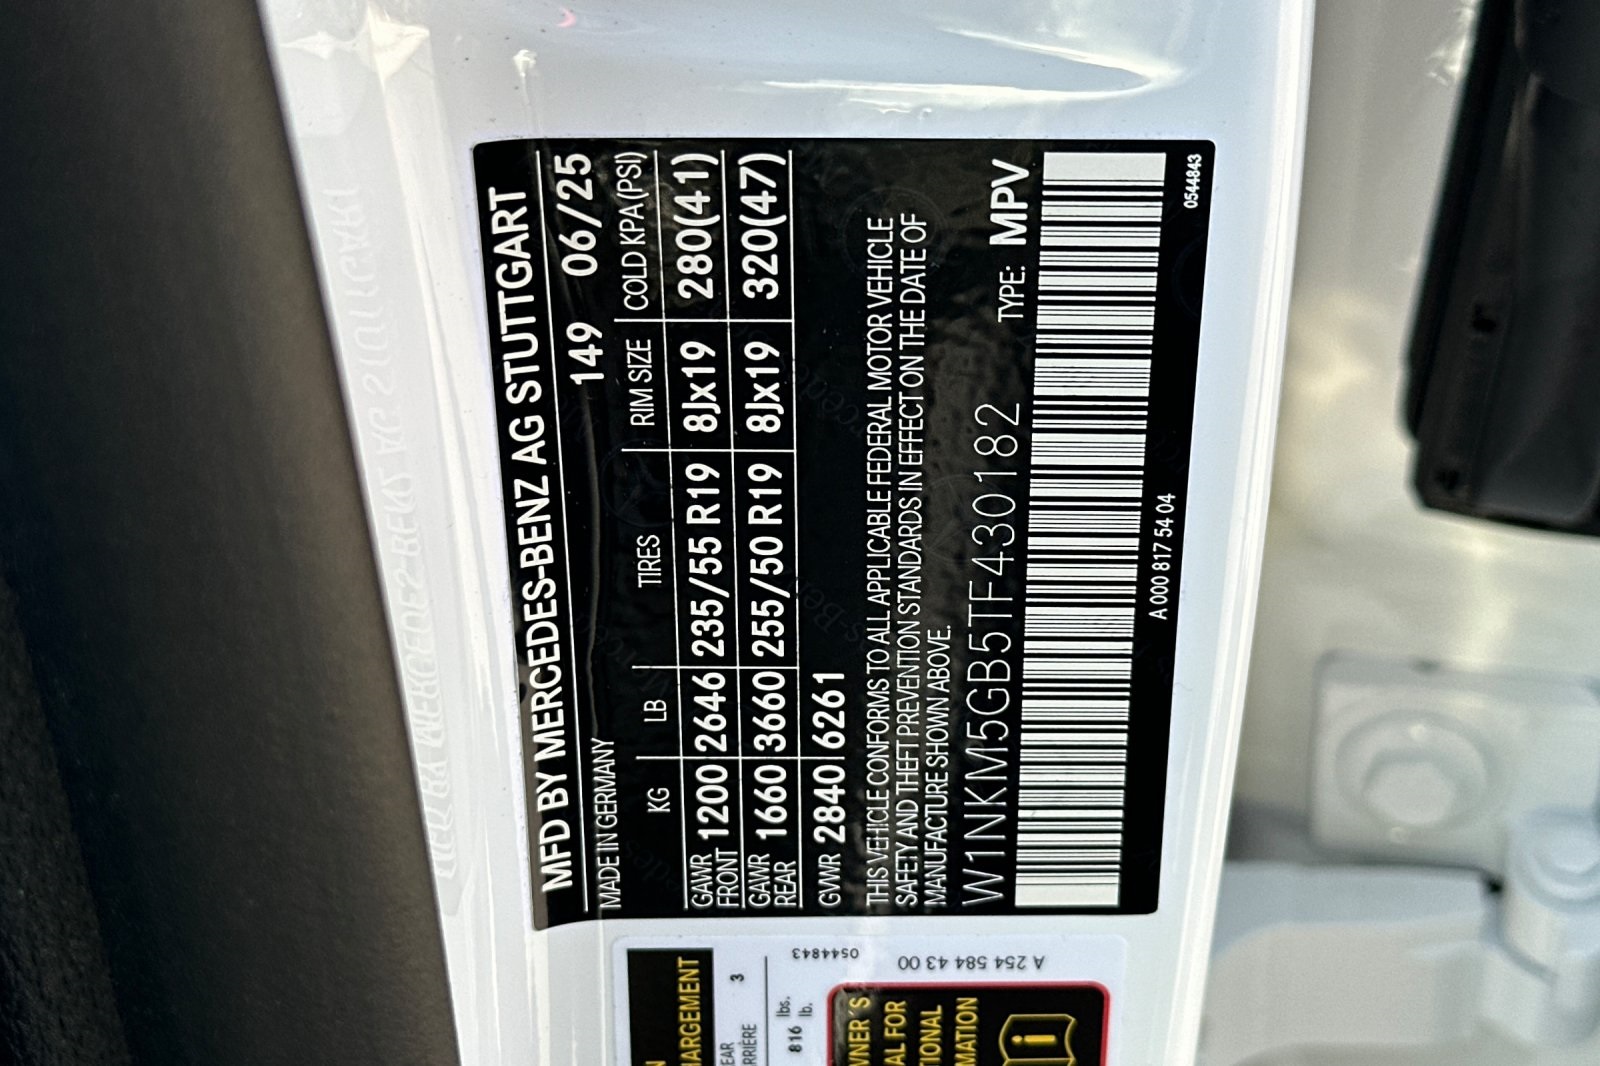 MFD BY MERCEDES-BENZ AG STUTTGART
MADE IN GERMANY 149 06/25
KG LB TIRES RIM SIZE COLD KPA(PSI)
GAWR FRONT 1200 2646 235/55 R19 8Jx19 280(41)
GAWR REAR 1660 3660 255/50 R19 8Jx19 320(47)
GVWR 2840 6261
THIS VEHICLE CONFORMS TO ALL APPLICABLE FEDERAL MOTOR VEHICLE
SAFETY AND THEFT PREVENTION STANDARDS IN EFFECT ON THE DATE OF
MANUFACTURE SHOWN ABOVE.
W1NKM5GB5TF430182 TYPE: MPV
A 000 817 54 04
0544843
3
816 lbs.
lb.
0544843
A 254 584 43 00